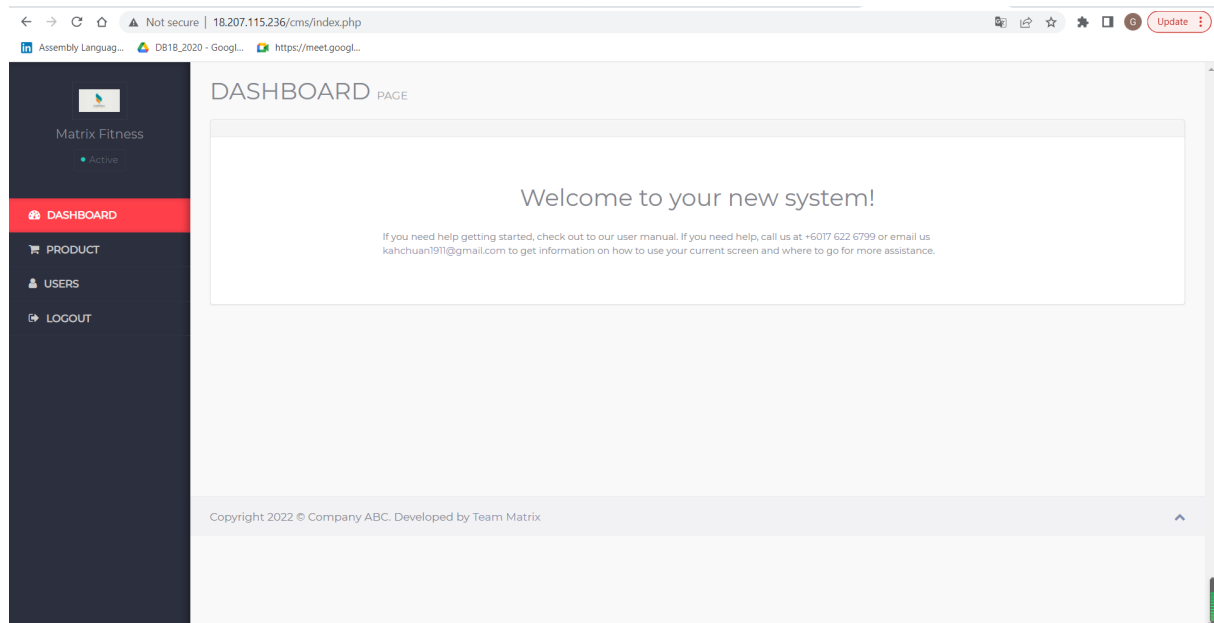 Not secure | 18.207.115.236/cms/index.php
G Update
in Assembly Languag... DB1B_2020 - Googl... https://meet.googl...
Matrix Fitness
Active
DASHBOARD
PRODUCT
USERS
LOGOUT
DASHBOARD PAGE
Welcome to your new system!
If you need help getting started, check out to our user manual. If you need help, call us at +6017 622 6799 or email us
kahchuan1911@gmail.com to get information on how to use your current screen and where to go for more assistance.
Copyright 2022 © Company ABC. Developed by Team Matrix